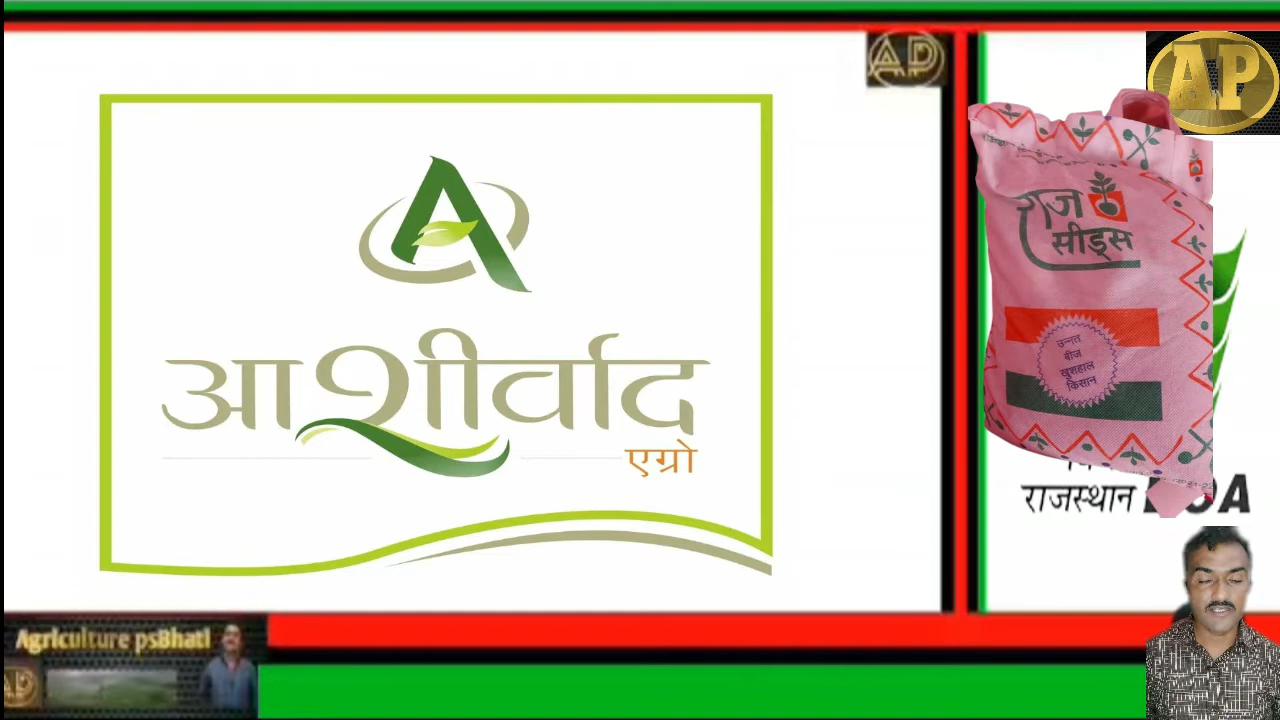 AP
AP
A
आशीर्वाद
एग्रो
राज
सीड्स
उन्नत
बीज
खुशहाल
किसान
राजस्थान
Agriculture psBhati
AP